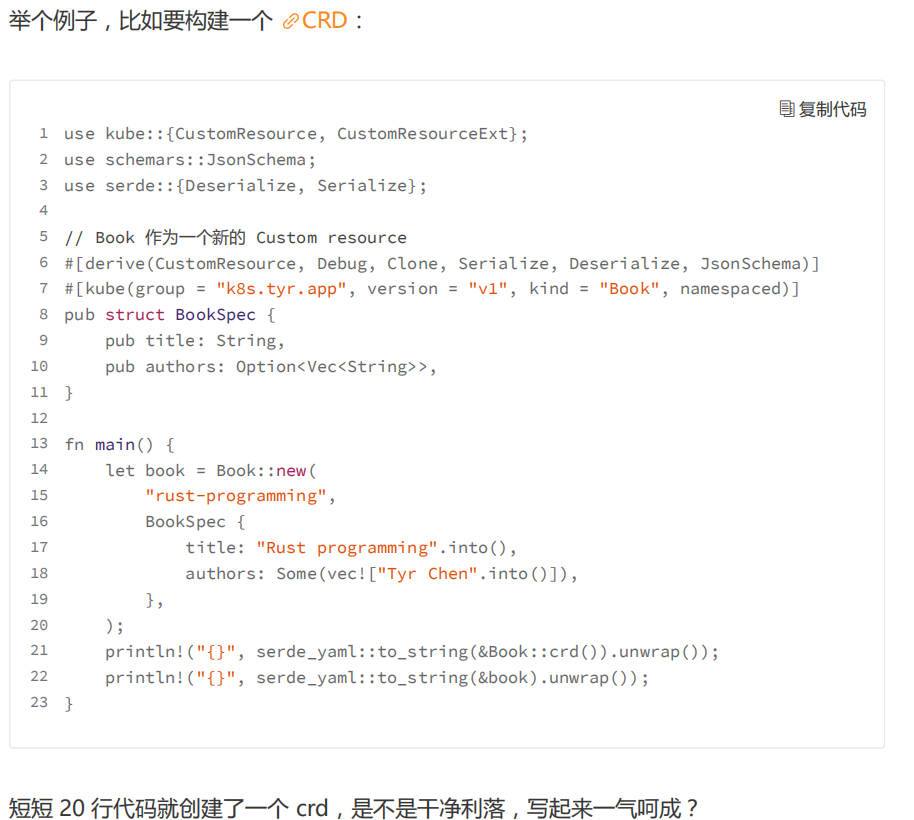 举个例子，比如要构建一个 CRD：
复制代码
1 use kube::{CustomResource, CustomResourceExt};
2 use schemars::JsonSchema;
3 use serde::{Deserialize, Serialize};
4
5 // Book 作为一个新的 Custom resource
6 #[derive(CustomResource, Debug, Clone, Serialize, Deserialize, JsonSchema)]
7 #[kube(group = "k8s.tyr.app", version = "v1", kind = "Book", namespaced)]
8 pub struct BookSpec {
9     pub title: String,
10     pub authors: Option<Vec<String>>,
11 }
12
13 fn main() {
14     let book = Book::new(
15         "rust-programming",
16         BookSpec {
17             title: "Rust programming".into(),
18             authors: Some(vec!["Tyr Chen".into()]),
19         },
20     );
21     println!("{}", serde_yaml::to_string(&Book::crd()).unwrap());
22     println!("{}", serde_yaml::to_string(&book).unwrap());
23 }
短短 20 行代码就创建了一个 crd，是不是干净利落，写起来一气呵成？